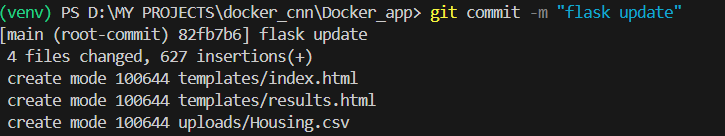 (venv) PS D:\MY PROJECTS\docker_cnn\Docker_app> git commit -m "flask update"
[main (root-commit) 82fb7b6] flask update
 4 files changed, 627 insertions(+)
 create mode 100644 templates/index.html
 create mode 100644 templates/results.html
 create mode 100644 uploads/Housing.csv